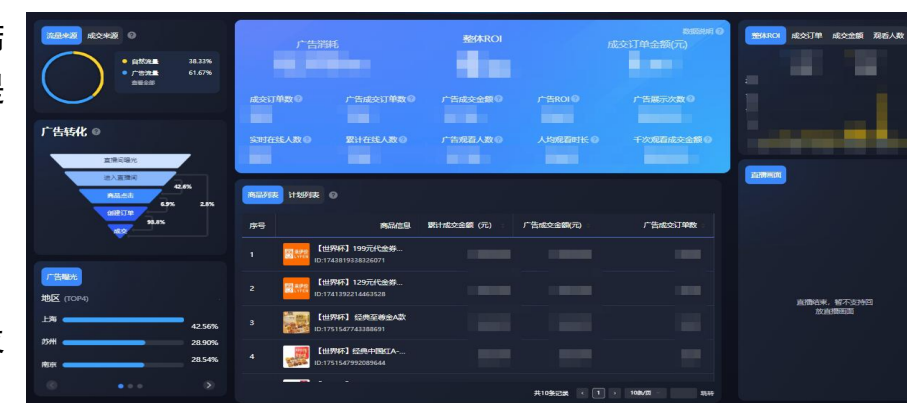 流量来源 成交来源
自然流量 38.33%
广告流量 61.67%
查看全部
广告转化
直播间曝光
进入直播间
商品点击
创建订单
成交
42.6%
6.9%
2.8%
93.8%
广告曝光
地区 (TOP4)
上海 42.56%
苏州 28.90%
南京 28.54%
数据说明
广告消耗 整体ROI 成交订单金额(元)
成交订单数 广告成交订单数 广告成交金额 广告ROI 广告展示次数
实时在线人数 累计在线人数 广告观看人数 人均观看时长 千次观看成交金额
商品列表 计划列表
序号 商品信息 累计成交金额 (元) 广告成交金额(元) 广告成交订单数
1 【世界杯】199元代金券...
ID:1743819338326071
2 【世界杯】129元代金券...
ID:1741392214463528
3 【世界杯】经典至尊金A款
ID:1751547743388691
4 【世界杯】经典中国红A-...
ID:1751547992089644
共10条记录 1 10条/页 跳转
整体ROI 成交订单 成交金额 观看人数
直播画面
直播结束，暂不支持回
放直播画面